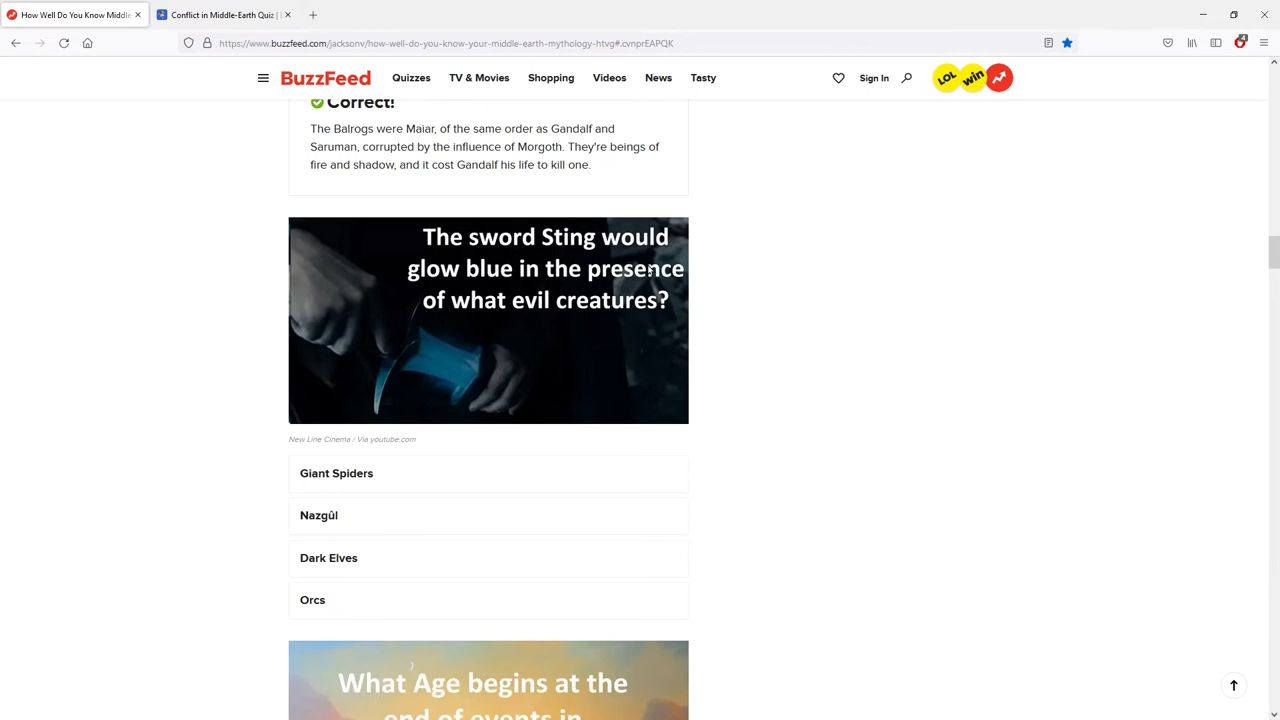 How Well Do You Know Middle-
Conflict in Middle-Earth Quiz |
https://www.buzzfeed.com/jacksonv/how-well-do-you-know-your-middle-earth-mythology-htvg#.cvnprEAPQK
BuzzFeed
Quizzes
TV & Movies
Shopping
Videos
News
Tasty
Sign In
LOL
win
Correct!
The Balrogs were Maiar, of the same order as Gandalf and
Saruman, corrupted by the influence of Morgoth. They're beings of
fire and shadow, and it cost Gandalf his life to kill one.
The sword Sting would
glow blue in the presence
of what evil creatures?
New Line Cinema / Via youtube.com
Giant Spiders
Nazgûl
Dark Elves
Orcs
What Age begins at the
end of events in